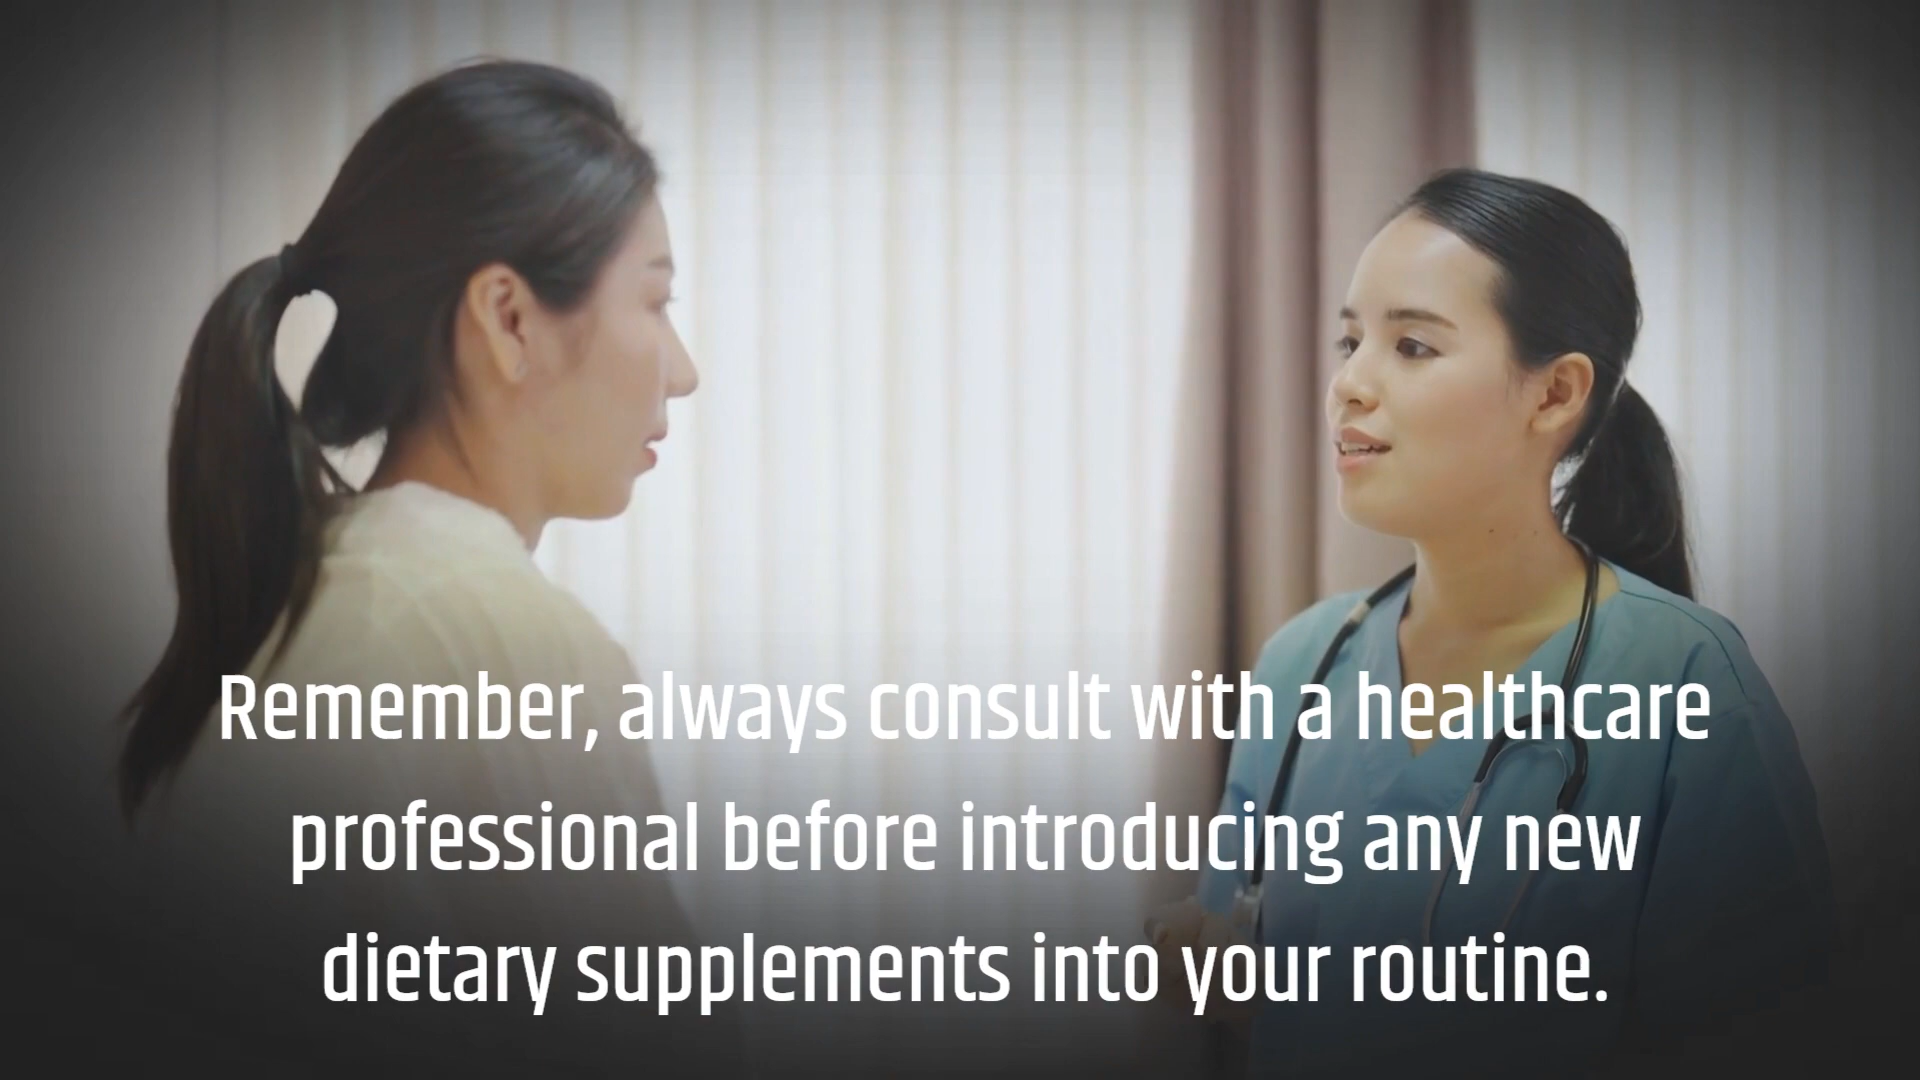 Remember, always consult with a healthcare
professional before introducing any new
dietary supplements into your routine.